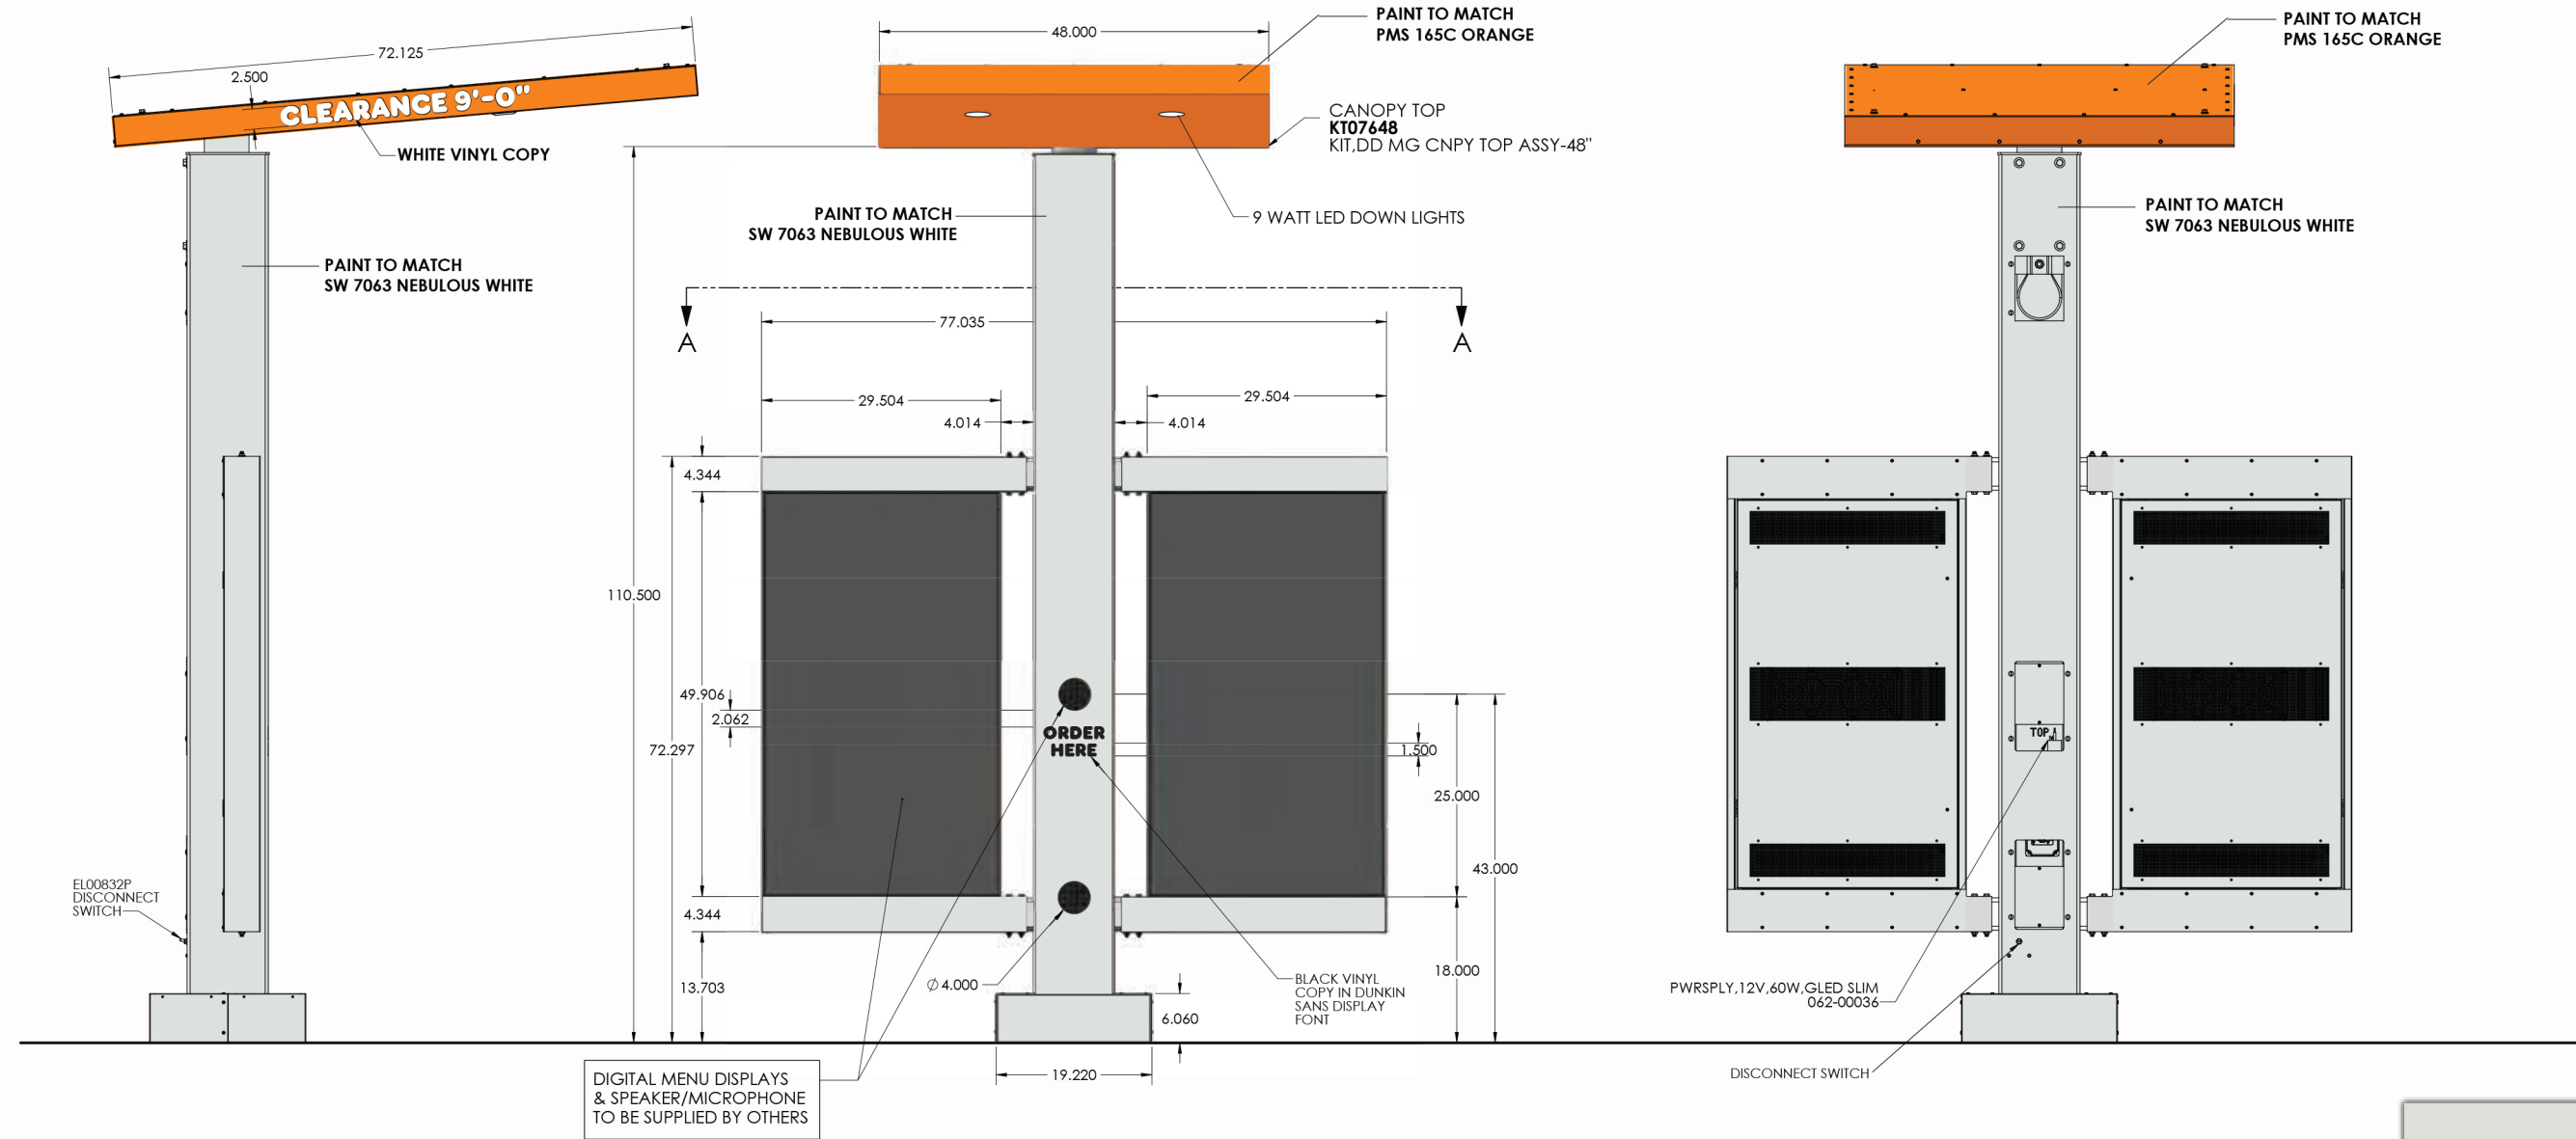 72.125
2.500
CLEARANCE 9'-0"
WHITE VINYL COPY
PAINT TO MATCH
SW 7063 NEBULOUS WHITE
EL00832P
DISCONNECT
SWITCH
48.000
PAINT TO MATCH
PMS 165C ORANGE
CANOPY TOP
KT07648
KIT,DD MG CNPY TOP ASSY-48"
PAINT TO MATCH
SW 7063 NEBULOUS WHITE
9 WATT LED DOWN LIGHTS
A
A
77.035
29.504
29.504
4.014
4.014
4.344
110.500
49.906
2.062
72.297
ORDER
HERE
1.500
25.000
43.000
4.344
13.703
Ø 4.000
18.000
BLACK VINYL
COPY IN DUNKIN
SANS DISPLAY
FONT
6.060
19.220
DIGITAL MENU DISPLAYS
& SPEAKER/MICROPHONE
TO BE SUPPLIED BY OTHERS
PAINT TO MATCH
PMS 165C ORANGE
PAINT TO MATCH
SW 7063 NEBULOUS WHITE
TOP
PWRSPLY,12V,60W,GLED SLIM
062-00036
DISCONNECT SWITCH